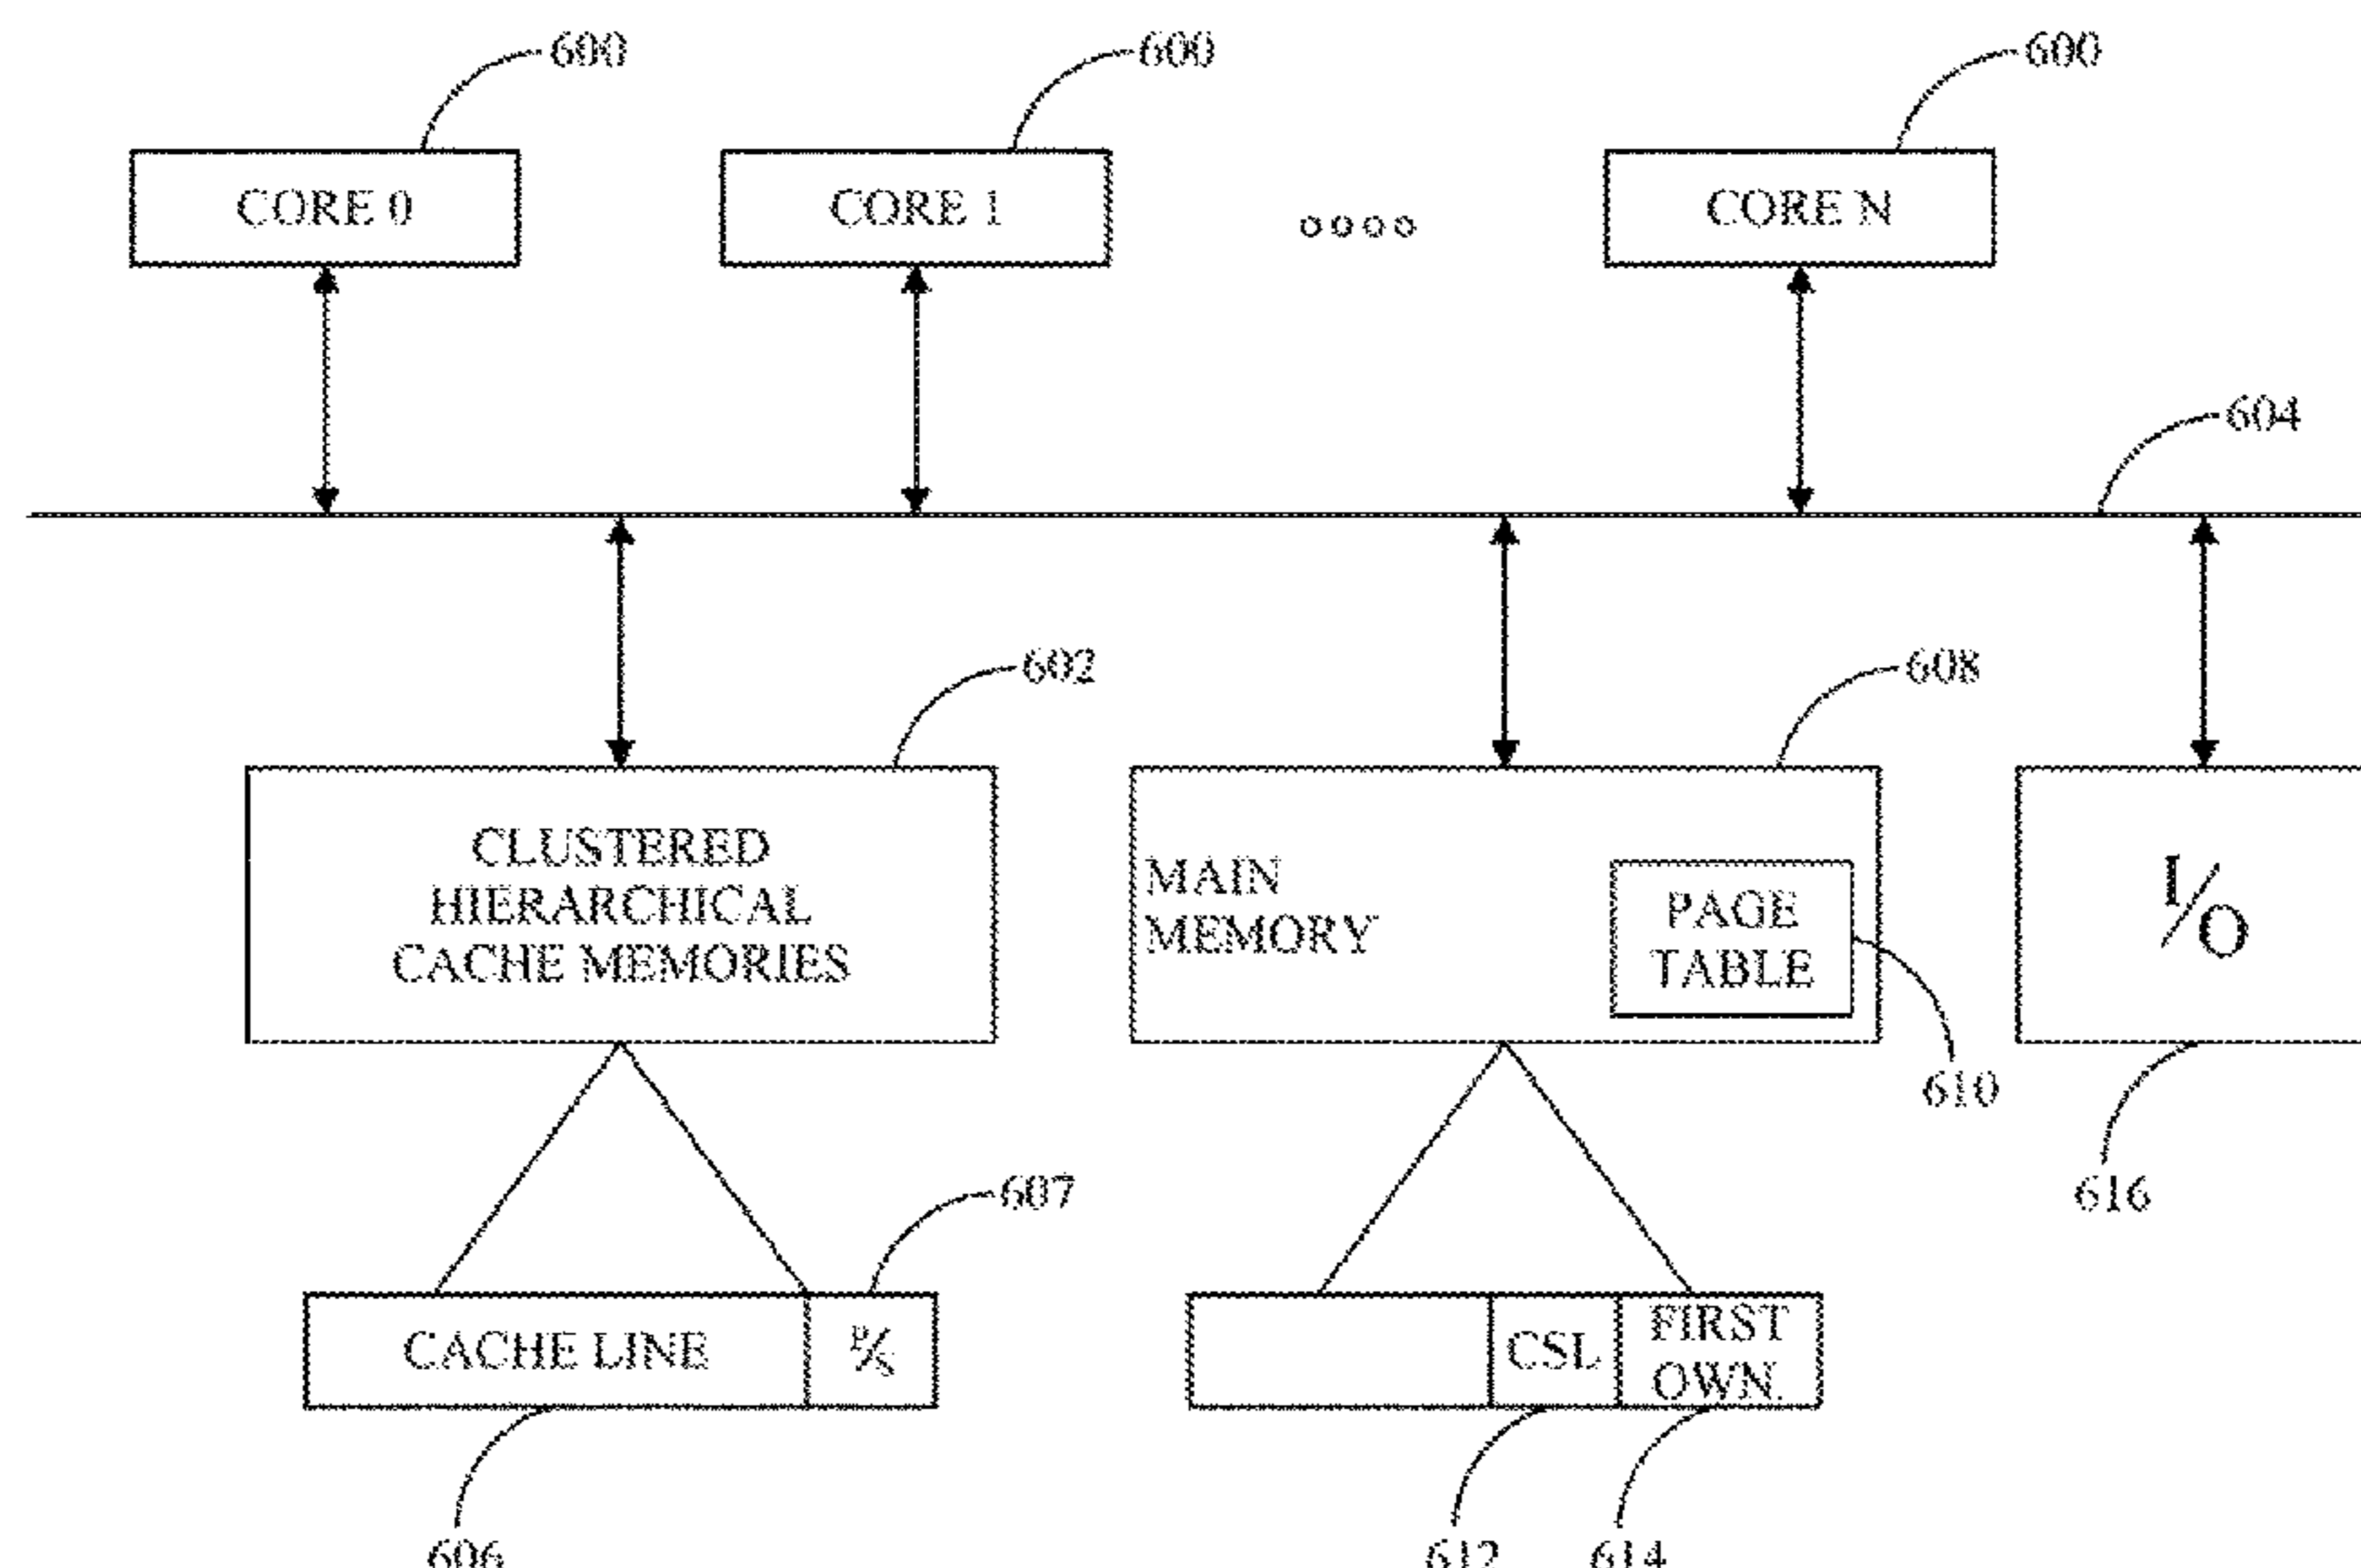 600
600
600
CORE 0
CORE 1
CORE N
604
602
608
CLUSTERED
HIERARCHICAL
CACHE MEMORIES
MAIN
MEMORY
PAGE
TABLE
I/O
610
616
607
CACHE LINE
P/S
CSL
FIRST
OWN.
606
612
614